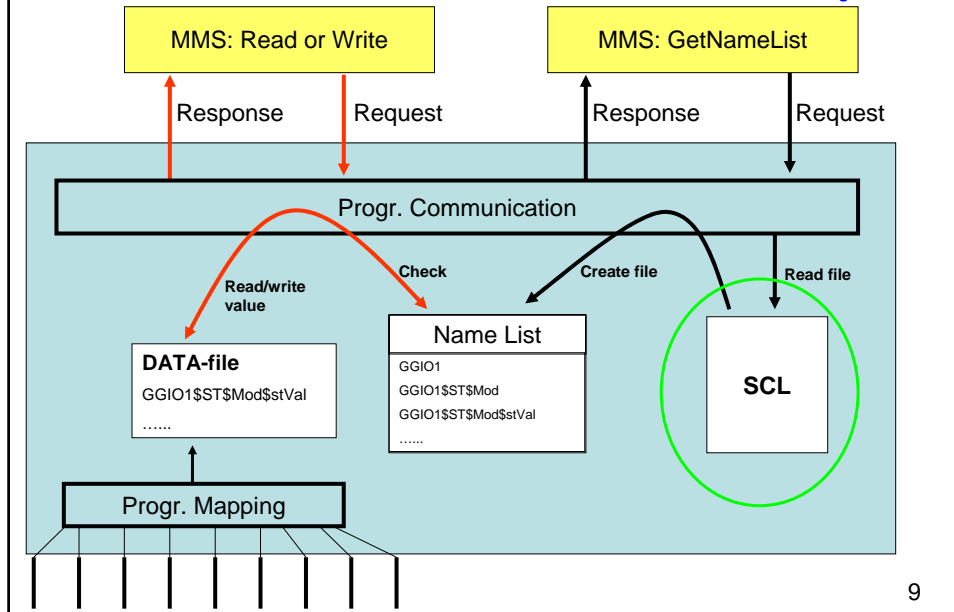 MMS: Read or Write
MMS: GetNameList
Response
Request
Response
Request
Progr. Communication
Read/write
value
Check
Create file
Read file
DATA-file
GGIO1$ST$Mod$stVal
…...
Name List
GGIO1
GGIO1$ST$Mod
GGIO1$ST$Mod$stVal
…...
SCL
Progr. Mapping
9